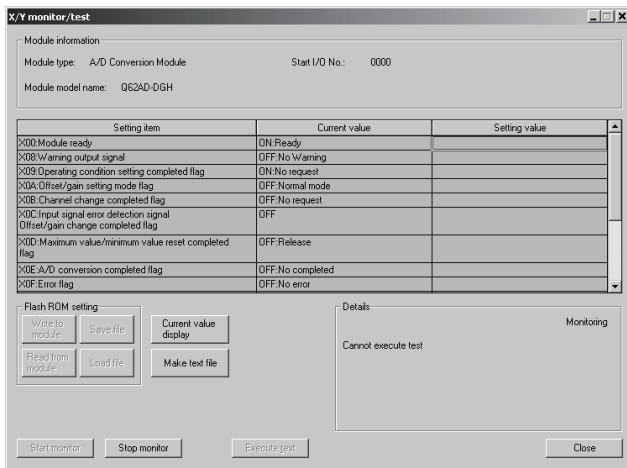 X/Y monitor/test
Module information
Module type: A/D Conversion Module Start I/O No.: 0000
Module model name: Q62AD-DGH
Setting item Current value Setting value
X00:Module ready ON:Ready
X08:Warning output signal OFF:No Warning
X09:Operating condition setting completed flag ON:No request
X0A:Offset/gain setting mode flag OFF:Normal mode
X0B:Channel change completed flag OFF:No request
X0C:Input signal error detection signal OFF
Offset/gain change completed flag
X0D:Maximum value/minimum value reset completed OFF:Release
flag
X0E:A/D conversion completed flag OFF:No completed
X0F:Error flag OFF:No error
Flash ROM setting
Write to
module
Save file
Current value
display
Read from
module
Load file
Make text file
Details
Monitoring
Cannot execute test
Start monitor Stop monitor Execute test Close